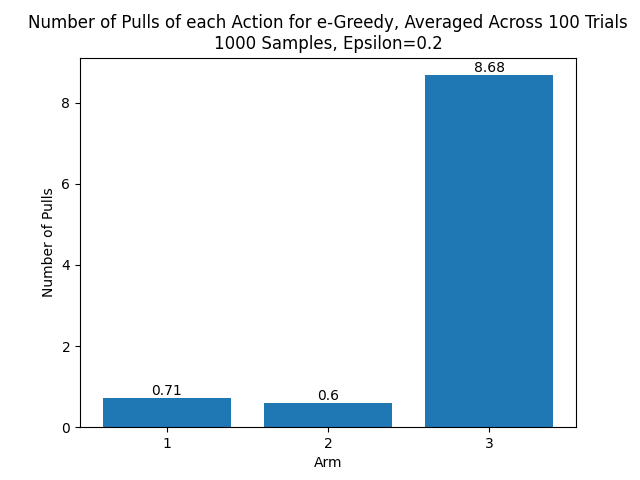 Number of Pulls of each Action for e-Greedy, Averaged Across 100 Trials
1000 Samples, Epsilon=0.2
8.68
8
6
Number of Pulls
4
2
0.71
0.6
0
1 2 3
Arm